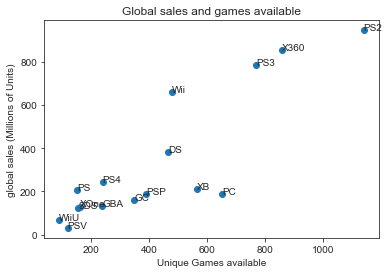 Global sales and games available
global sales (Millions of Units)
800
600
400
200
0
PS2
X360
PS3
Wii
DS
PS4
PS
XB
PSP
PC
GC
GBA
WiiU
PSV
200
400
600
800
1000
Unique Games available